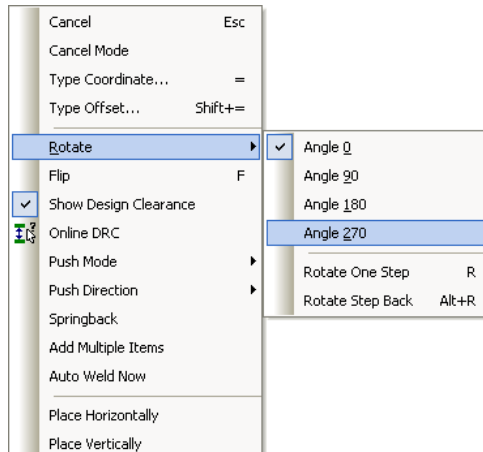 Cancel Esc
Cancel Mode
Type Coordinate... =
Type Offset... Shift+=
Rotate
Flip F
Show Design Clearance
Online DRC
Push Mode
Push Direction
Springback
Add Multiple Items
Auto Weld Now
Place Horizontally
Place Vertically
Angle 0
Angle 90
Angle 180
Angle 270
Rotate One Step R
Rotate Step Back Alt+R